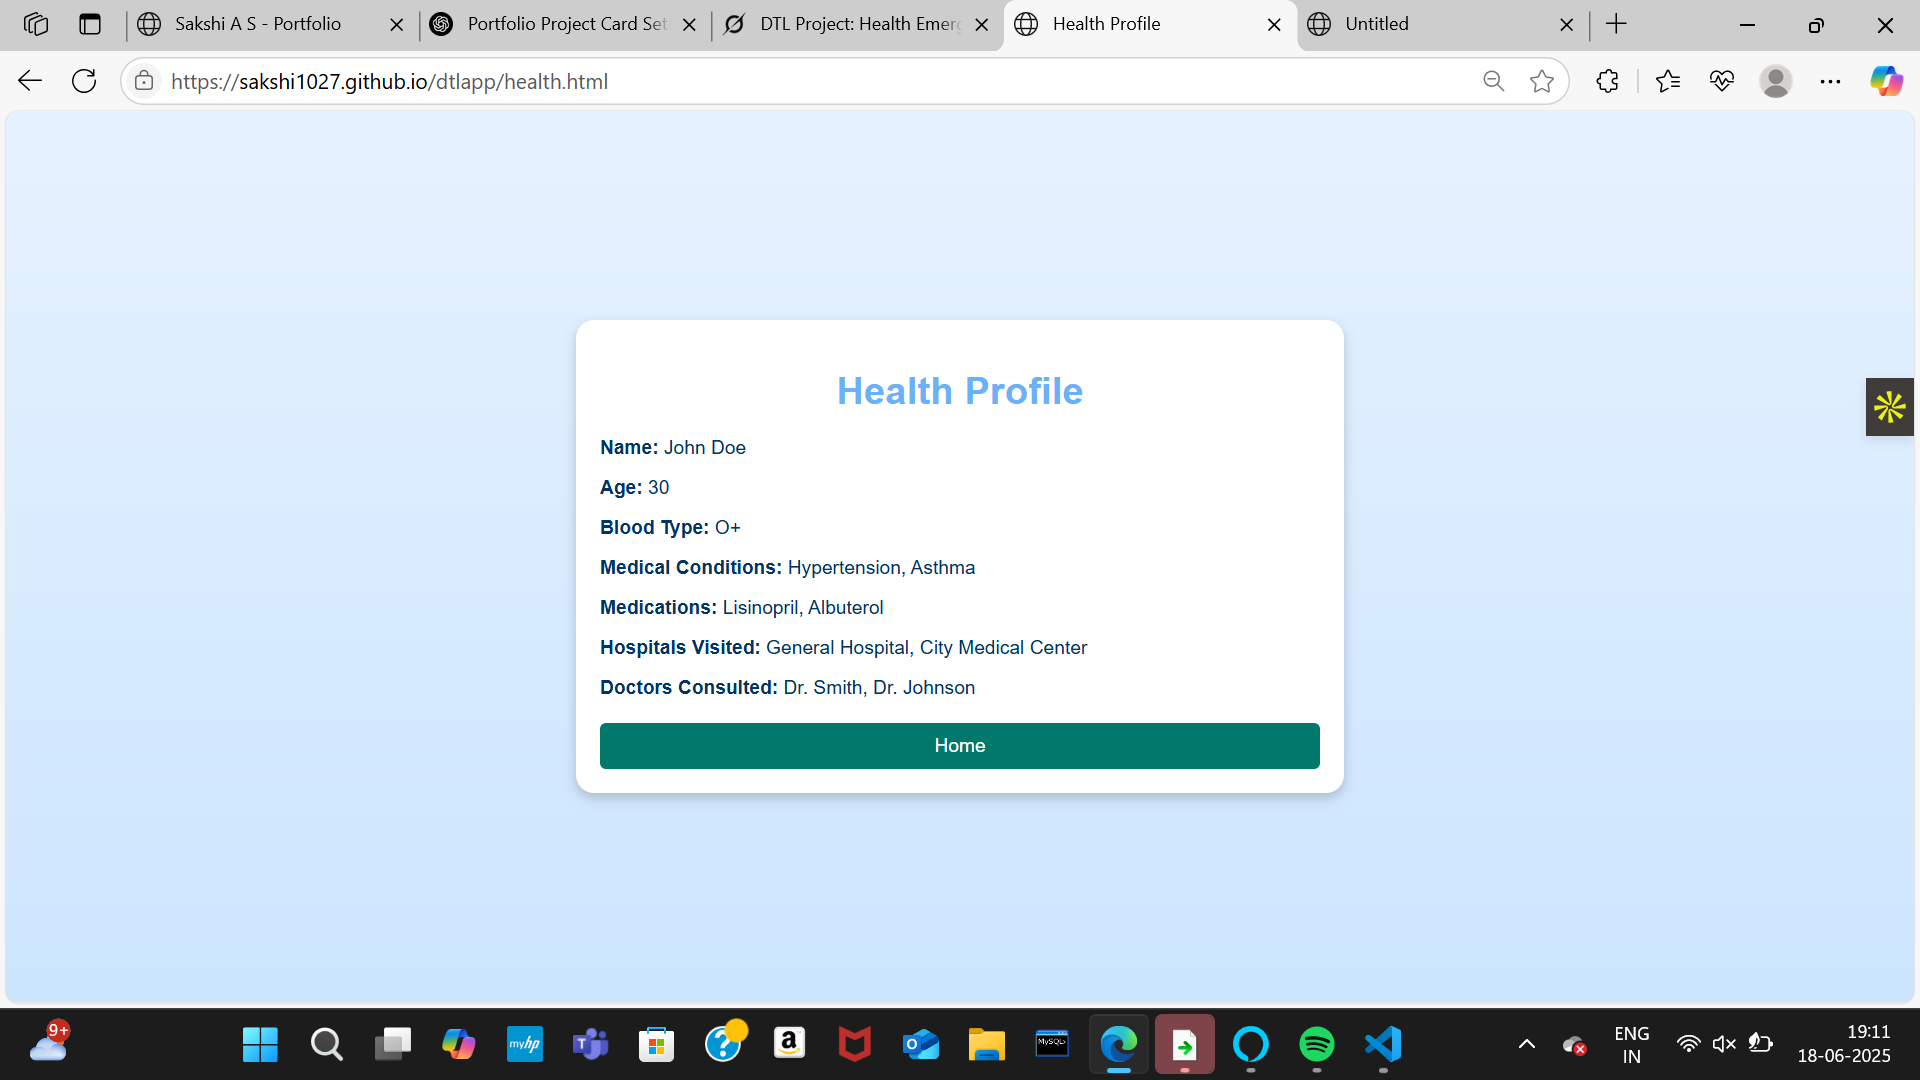 Sakshi A S - Portfolio
Portfolio Project Card Set
DTL Project: Health Emerg
Health Profile
Untitled
https://sakshi1027.github.io/dtlapp/health.html
Health Profile
Name: John Doe
Age: 30
Blood Type: O+
Medical Conditions: Hypertension, Asthma
Medications: Lisinopril, Albuterol
Hospitals Visited: General Hospital, City Medical Center
Doctors Consulted: Dr. Smith, Dr. Johnson
Home
9+
myhp
MySQL>
ENG
IN
19:11
18-06-2025